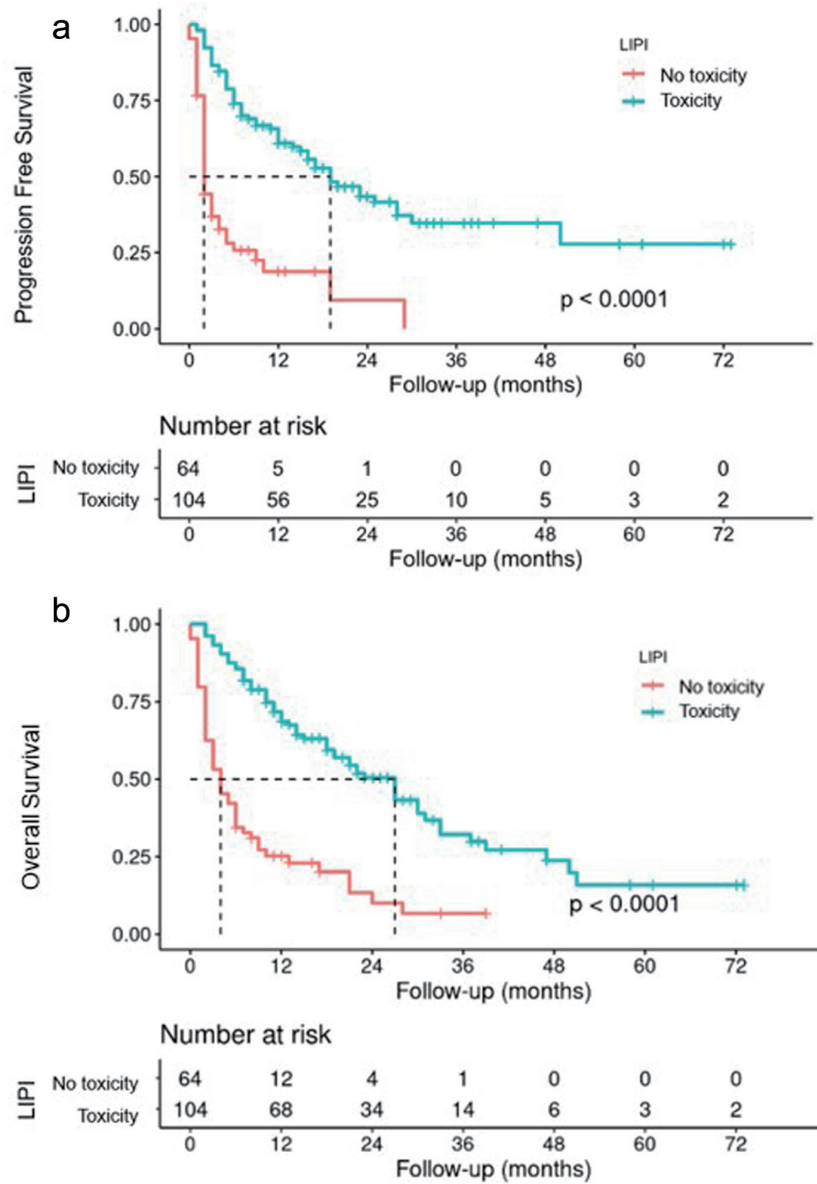 a
Progression Free Survival
1.00
0.75
0.50
0.25
0.00
LIPI
No toxicity
Toxicity
p < 0.0001
0 12 24 36 48 60 72
Follow-up (months)
Number at risk
LIPI
No toxicity 64 5 1 0 0 0 0
Toxicity 104 56 25 10 5 3 2
0 12 24 36 48 60 72
Follow-up (months)
b
Overall Survival
1.00
0.75
0.50
0.25
0.00
LIPI
No toxicity
Toxicity
p < 0.0001
0 12 24 36 48 60 72
Follow-up (months)
Number at risk
LIPI
No toxicity 64 12 4 1 0 0 0
Toxicity 104 68 34 14 6 3 2
0 12 24 36 48 60 72
Follow-up (months)